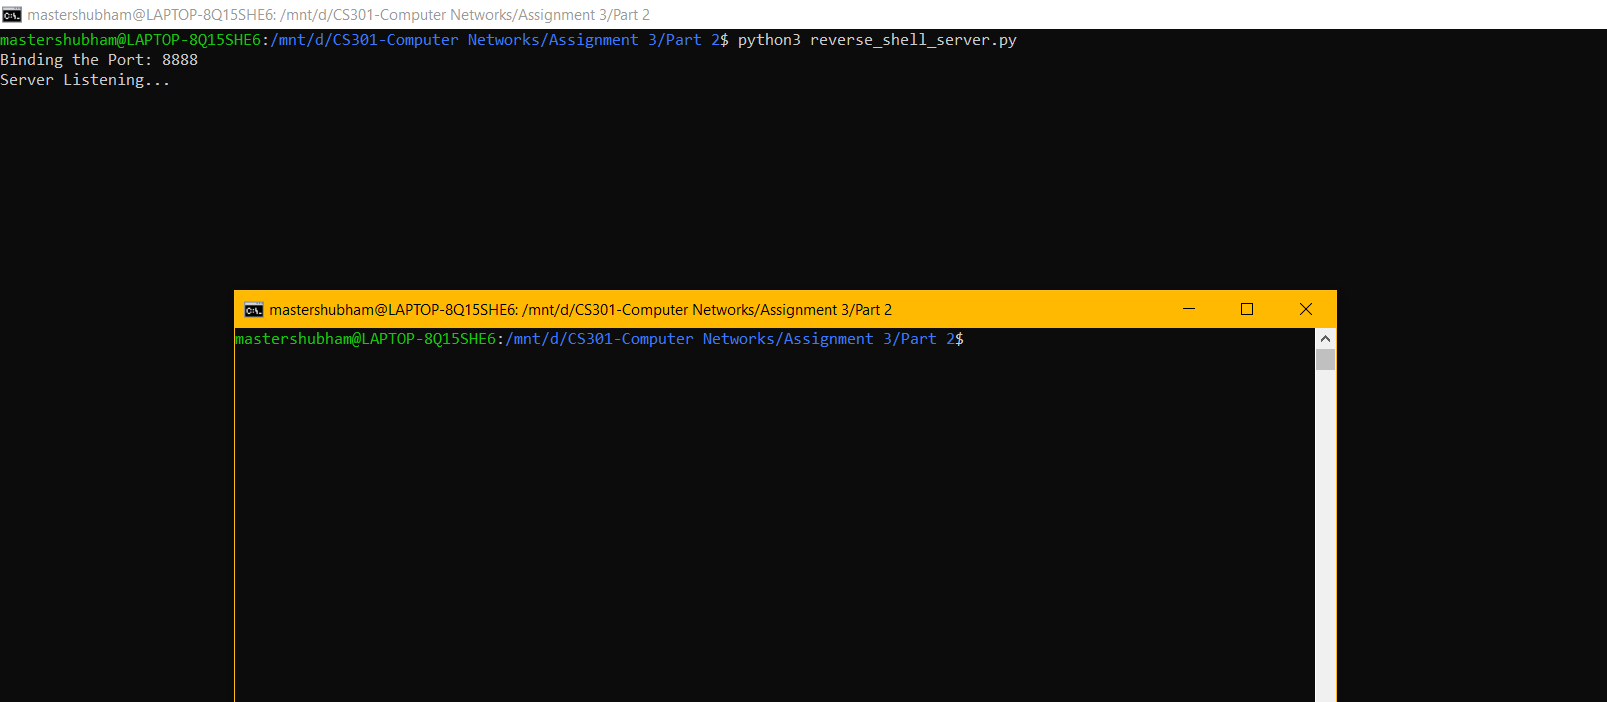 mastershubham@LAPTOP-8Q15SHE6: /mnt/d/CS301-Computer Networks/Assignment 3/Part 2
mastershubham@LAPTOP-8Q15SHE6:/mnt/d/CS301-Computer Networks/Assignment 3/Part 2$ python3 reverse_shell_server.py
Binding the Port: 8888
Server Listening...
mastershubham@LAPTOP-8Q15SHE6: /mnt/d/CS301-Computer Networks/Assignment 3/Part 2
mastershubham@LAPTOP-8Q15SHE6:/mnt/d/CS301-Computer Networks/Assignment 3/Part 2$